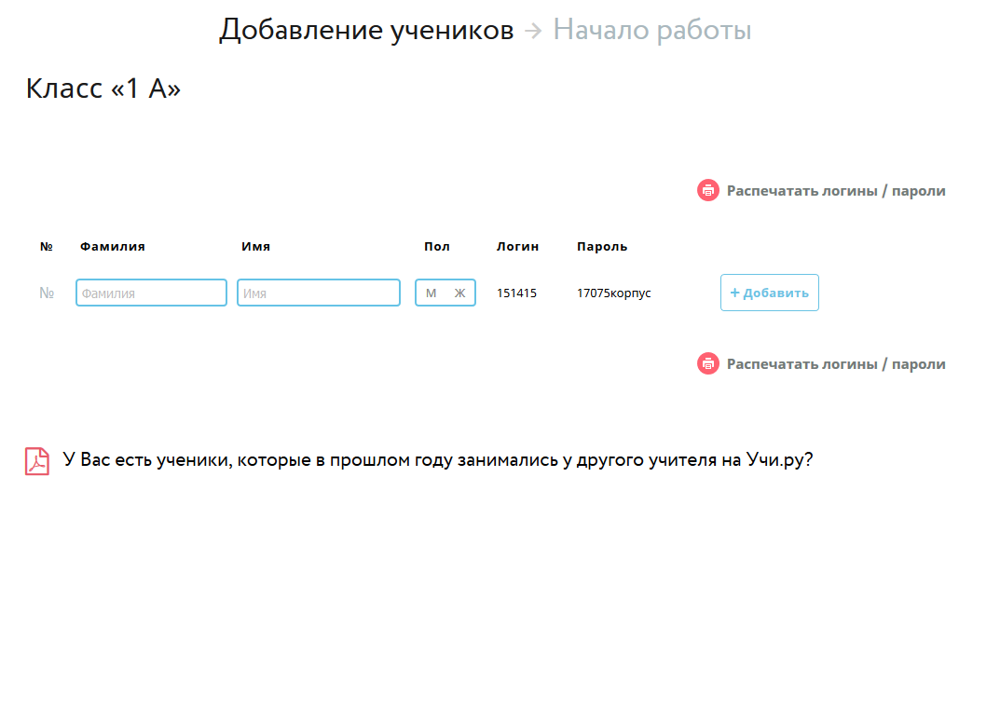 Добавление учеников → Начало работы
Класс «1 А»
Распечатать логины / пароли
№ Фамилия Имя Пол Логин Пароль
№ Фамилия Имя М Ж 151415 17075корпус + Добавить
Распечатать логины / пароли
У Вас есть ученики, которые в прошлом году занимались у другого учителя на Учи.ру?